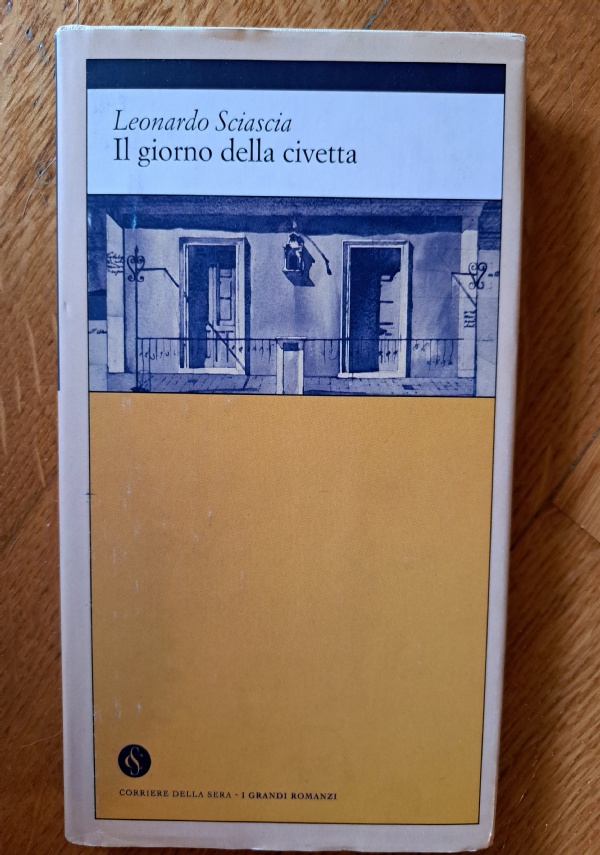 Leonardo Sciascia
Il giorno della civetta
CORRIERE DELLA SERA - I GRANDI ROMANZI